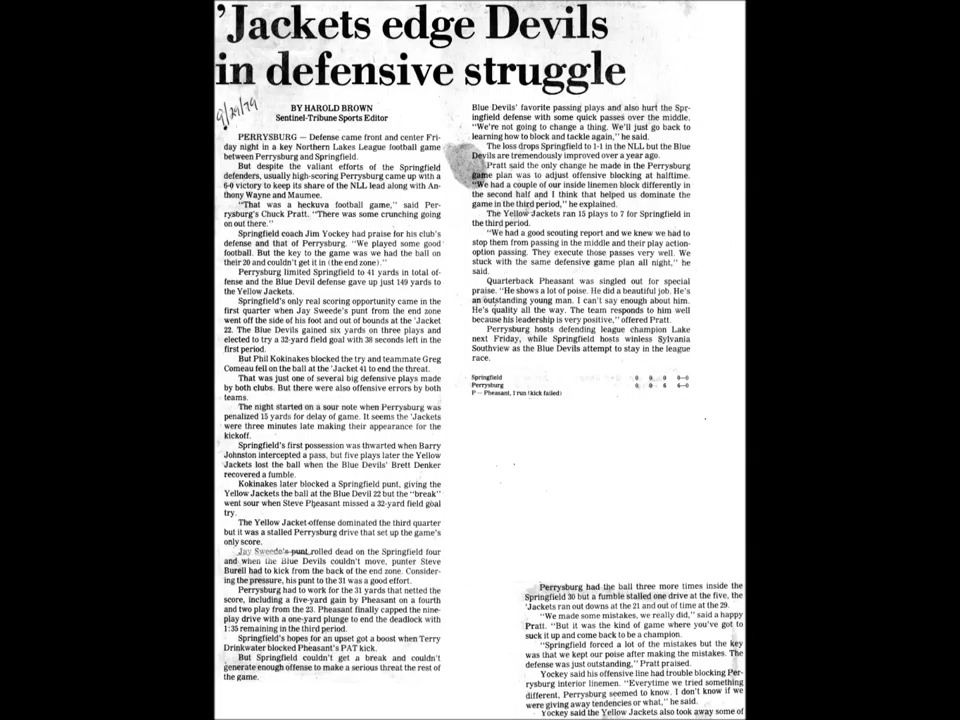 'Jackets edge Devils
in defensive struggle
9/29/79
BY HAROLD BROWN
Sentinel-Tribune Sports Editor
PERRYSBURG — Defense came front and center Fri-
day night in a key Northern Lakes League football game
between Perrysburg and Springfield.
But despite the valiant efforts of the Springfield
defenders, usually high-scoring Perrysburg came up with a
6-0 victory to keep its share of the NLL lead along with An-
thony Wayne and Maumee.
"That was a heckuva football game," said Per-
rysburg's Chuck Pratt. "There was some crunching going
on out there."
Springfield coach Jim Yockey had praise for his club's
defense and that of Perrysburg. "We played some good
football. But the key to the game was we had the ball on
their 20 and couldn't get it in (the end zone)."
Perrysburg limited Springfield to 41 yards in total of-
fense and the Blue Devil defense gave up just 149 yards to
the Yellow Jackets.
Springfield's only real scoring opportunity came in the
first quarter when Jay Sweede's punt from the end zone
went off the side of his foot and out of bounds at the 'Jacket
22. The Blue Devils gained six yards on three plays and
elected to try a 32-yard field goal with 38 seconds left in the
first period.
But Phil Kokinakes blocked the try and teammate Greg
Comeau fell on the ball at the 'Jacket 41 to end the threat.
That was just one of several big defensive plays made
by both clubs. But there were also offensive errors by both
teams.
The night started on a sour note when Perrysburg was
penalized 15 yards for delay of game. It seems the 'Jackets
were three minutes late making their appearance for the
kickoff.
Springfield's first possession was thwarted when Barry
Johnston intercepted a pass, but five plays later the Yellow
Jackets lost the ball when the Blue Devils' Brett Denker
recovered a fumble.
Kokinakes later blocked a Springfield punt, giving the
Yellow Jackets the ball at the Blue Devil 22 but the "break"
went sour when Steve Pheasant missed a 32-yard field goal
try.
The Yellow Jacket offense dominated the third quarter
but it was a stalled Perrysburg drive that set up the game's
only score.
Jay Sweede's punt rolled dead on the Springfield four
and when the Blue Devils couldn't move, punter Steve
Burell had to kick from the back of the end zone. Consider-
ing the pressure, his punt to the 31 was a good effort.
Perrysburg had to work for the 31 yards that netted the
score, including a five-yard gain by Pheasant on a fourth
and two play from the 23. Pheasant finally capped the nine-
play drive with a one-yard plunge to end the deadlock with
1:35 remaining in the third period.
Springfield's hopes for an upset got a boost when Terry
Drinkwater blocked Pheasant's PAT kick.
But Springfield couldn't get a break and couldn't
generate enough offense to make a serious threat the rest of
the game.
Perrysburg had the ball three more times inside the
Springfield 30 but a fumble stalled one drive at the five, the
'Jackets ran out downs at the 21 and out of time at the 29.
"We made some mistakes, we really did," said a happy
Pratt. "But it was the kind of game where you've got to
suck it up and come back to be a champion.
"Springfield forced a lot of the mistakes but the key
was that we kept our poise after making the mistakes. The
defense was just outstanding," Pratt praised.
Yockey said his offensive line had trouble blocking Per-
rysburg interior linemen. "Everytime we tried something
different, Perrysburg seemed to know. I don't know if we
were giving away tendencies or what," he said.
Yockey said the Yellow Jackets also took away some of
Blue Devils' favorite passing plays and also hurt the Spr-
ingfield defense with some quick passes over the middle.
"We're not going to change a thing. We'll just go back to
learning how to block and tackle again," he said.
The loss drops Springfield to 1-1 in the NLL but the Blue
Devils are tremendously improved over a year ago.
Pratt said the only change he made in the Perrysburg
game plan was to adjust offensive blocking at halftime.
"We had a couple of our inside linemen block differently in
the second half and I think that helped us dominate the
game in the third period," he explained.
The Yellow Jackets ran 15 plays to 7 for Springfield in
the third period.
"We had a good scouting report and we knew we had to
stop them from passing in the middle and their play action-
option passing. They execute those passes very well. We
stuck with the same defensive game plan all night," he
said.
Quarterback Pheasant was singled out for special
praise. "He shows a lot of poise. He did a beautiful job. He's
an outstanding young man. I can't say enough about him.
He's quality all the way. The team responds to him well
because his leadership is very positive," offered Pratt.
Perrysburg hosts defending league champion Lake
next Friday, while Springfield hosts winless Sylvania
Southview as the Blue Devils attempt to stay in the league
race.
Springfield 0 0 0 0—0
Perrysburg 0 0 6 6—0
P — Pheasant, 1 run (kick failed)